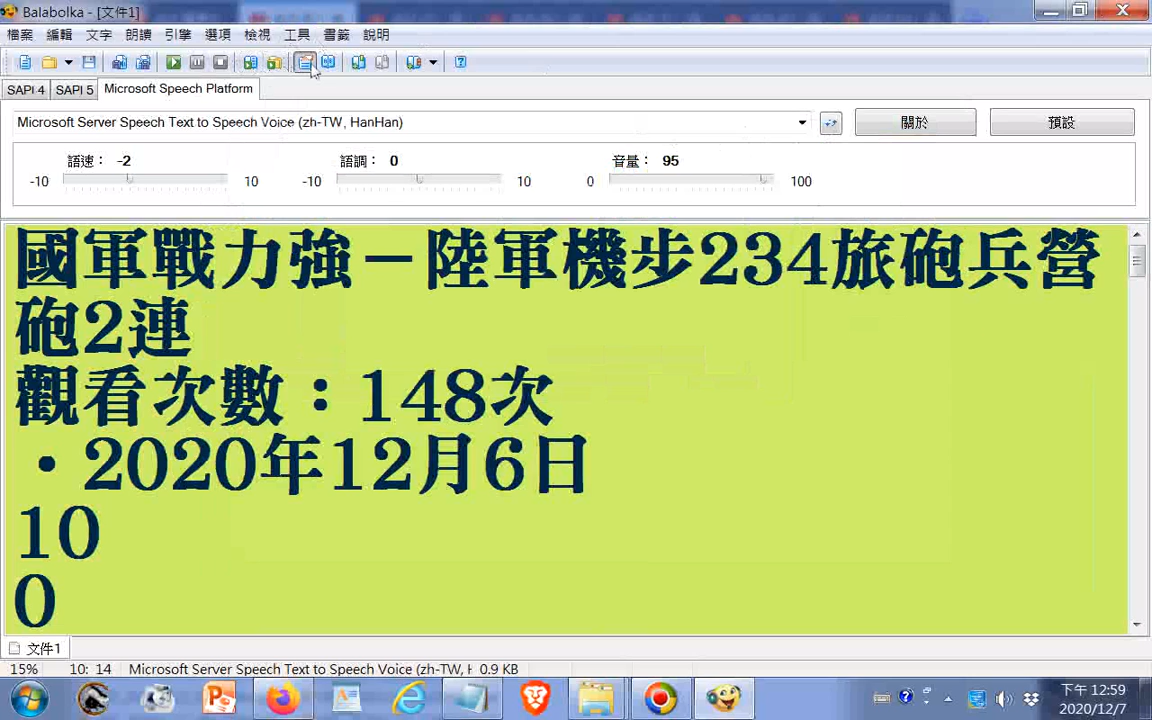 Balabolka - [文件1]
檔案 編輯 文字 朗讀 引擎 選項 檢視 工具 書籤 說明
SAPI 4 SAPI 5 Microsoft Speech Platform
Microsoft Server Speech Text to Speech Voice (zh-TW, HanHan) 關於 預設
語速： -2 語調： 0 音量： 95
-10 10 -10 10 0 100
國軍戰力強－陸軍機步234旅砲兵營
砲2連
觀看次數：148次
•2020年12月6日
10
0
文件1
15% 10: 14 Microsoft Server Speech Text to Speech Voice (zh-TW, H 0.9 KB
下午 12:59
2020/12/7